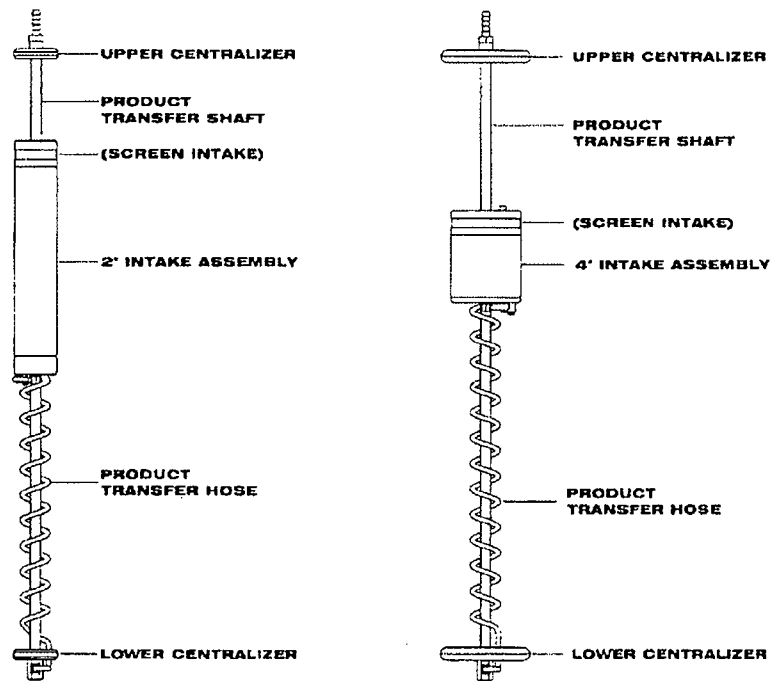 UPPER CENTRALIZER
PRODUCT
TRANSFER SHAFT
(SCREEN INTAKE)
2" INTAKE ASSEMBLY
PRODUCT
TRANSFER HOSE
LOWER CENTRALIZER
UPPER CENTRALIZER
PRODUCT
TRANSFER SHAFT
(SCREEN INTAKE)
4" INTAKE ASSEMBLY
PRODUCT
TRANSFER HOSE
LOWER CENTRALIZER